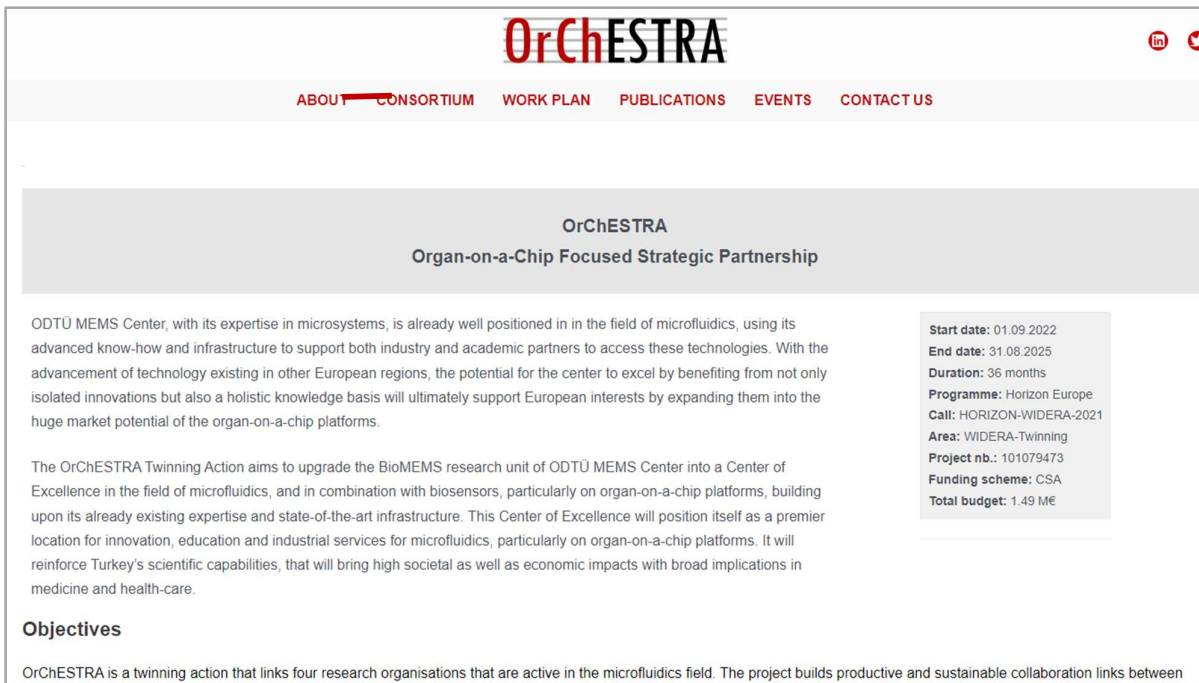 OrChESTRA
in
ABOUT CONSORTIUM WORK PLAN PUBLICATIONS EVENTS CONTACT US
OrChESTRA
Organ-on-a-Chip Focused Strategic Partnership
ODTÜ MEMS Center, with its expertise in microsystems, is already well positioned in in the field of microfluidics, using its
advanced know-how and infrastructure to support both industry and academic partners to access these technologies. With the
advancement of technology existing in other European regions, the potential for the center to excel by benefiting from not only
isolated innovations but also a holistic knowledge basis will ultimately support European interests by expanding them into the
huge market potential of the organ-on-a-chip platforms.
The OrChESTRA Twinning Action aims to upgrade the BioMEMS research unit of ODTÜ MEMS Center into a Center of
Excellence in the field of microfluidics, and in combination with biosensors, particularly on organ-on-a-chip platforms, building
upon its already existing expertise and state-of-the-art infrastructure. This Center of Excellence will position itself as a premier
location for innovation, education and industrial services for microfluidics, particularly on organ-on-a-chip platforms. It will
reinforce Turkey's scientific capabilities, that will bring high societal as well as economic impacts with broad implications in
medicine and health-care.
Start date: 01.09.2022
End date: 31.08.2025
Duration: 36 months
Programme: Horizon Europe
Call: HORIZON-WIDERA-2021
Area: WIDERA-Twinning
Project nb.: 101079473
Funding scheme: CSA
Total budget: 1.49 M€
Objectives
OrChESTRA is a twinning action that links four research organisations that are active in the microfluidics field. The project builds productive and sustainable collaboration links between